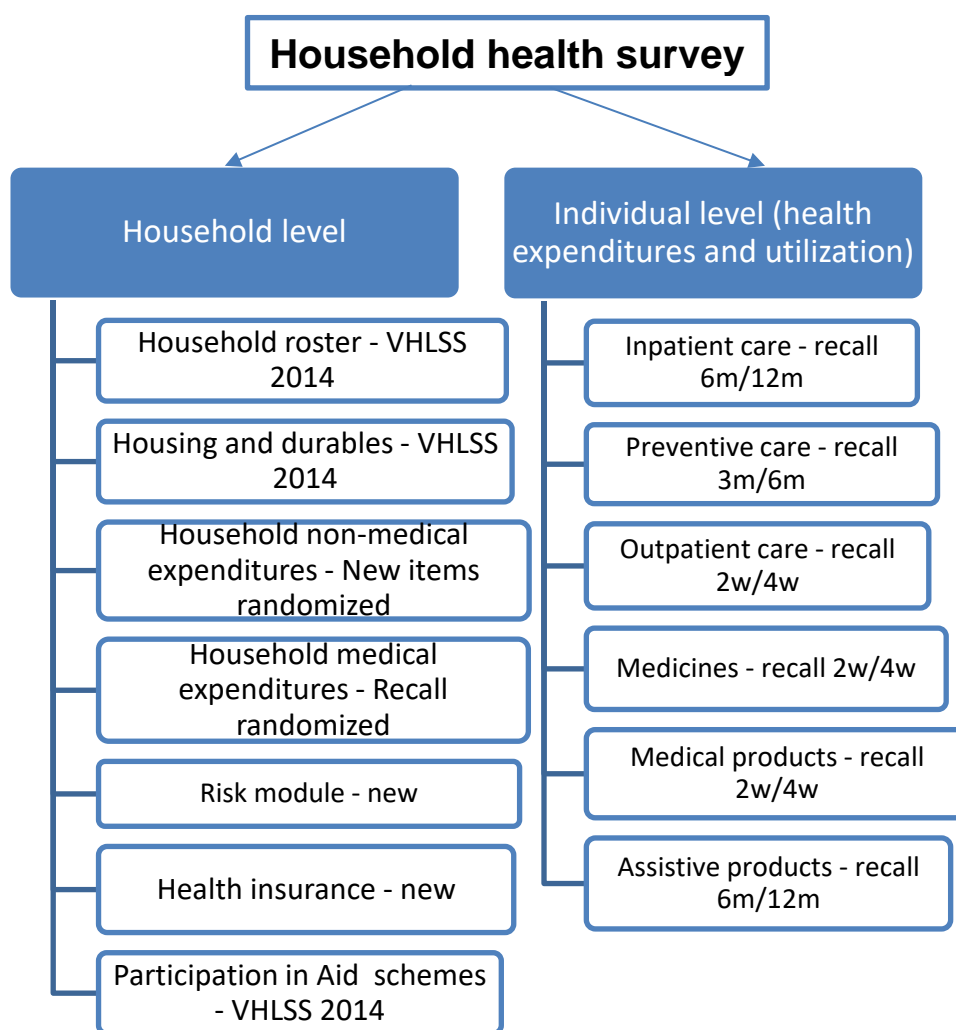 Household health survey
Household level
Household roster - VHLSS
2014
Housing and durables - VHLSS
2014
Household non-medical
expenditures - New items
randomized
Household medical
expenditures - Recall
randomized
Risk module - new
Health insurance - new
Participation in Aid  schemes
- VHLSS 2014
Individual level (health
expenditures and utilization)
Inpatient care - recall
6m/12m
Preventive care - recall
3m/6m
Outpatient care - recall
2w/4w
Medicines - recall 2w/4w
Medical products - recall
2w/4w
Assistive products - recall
6m/12m